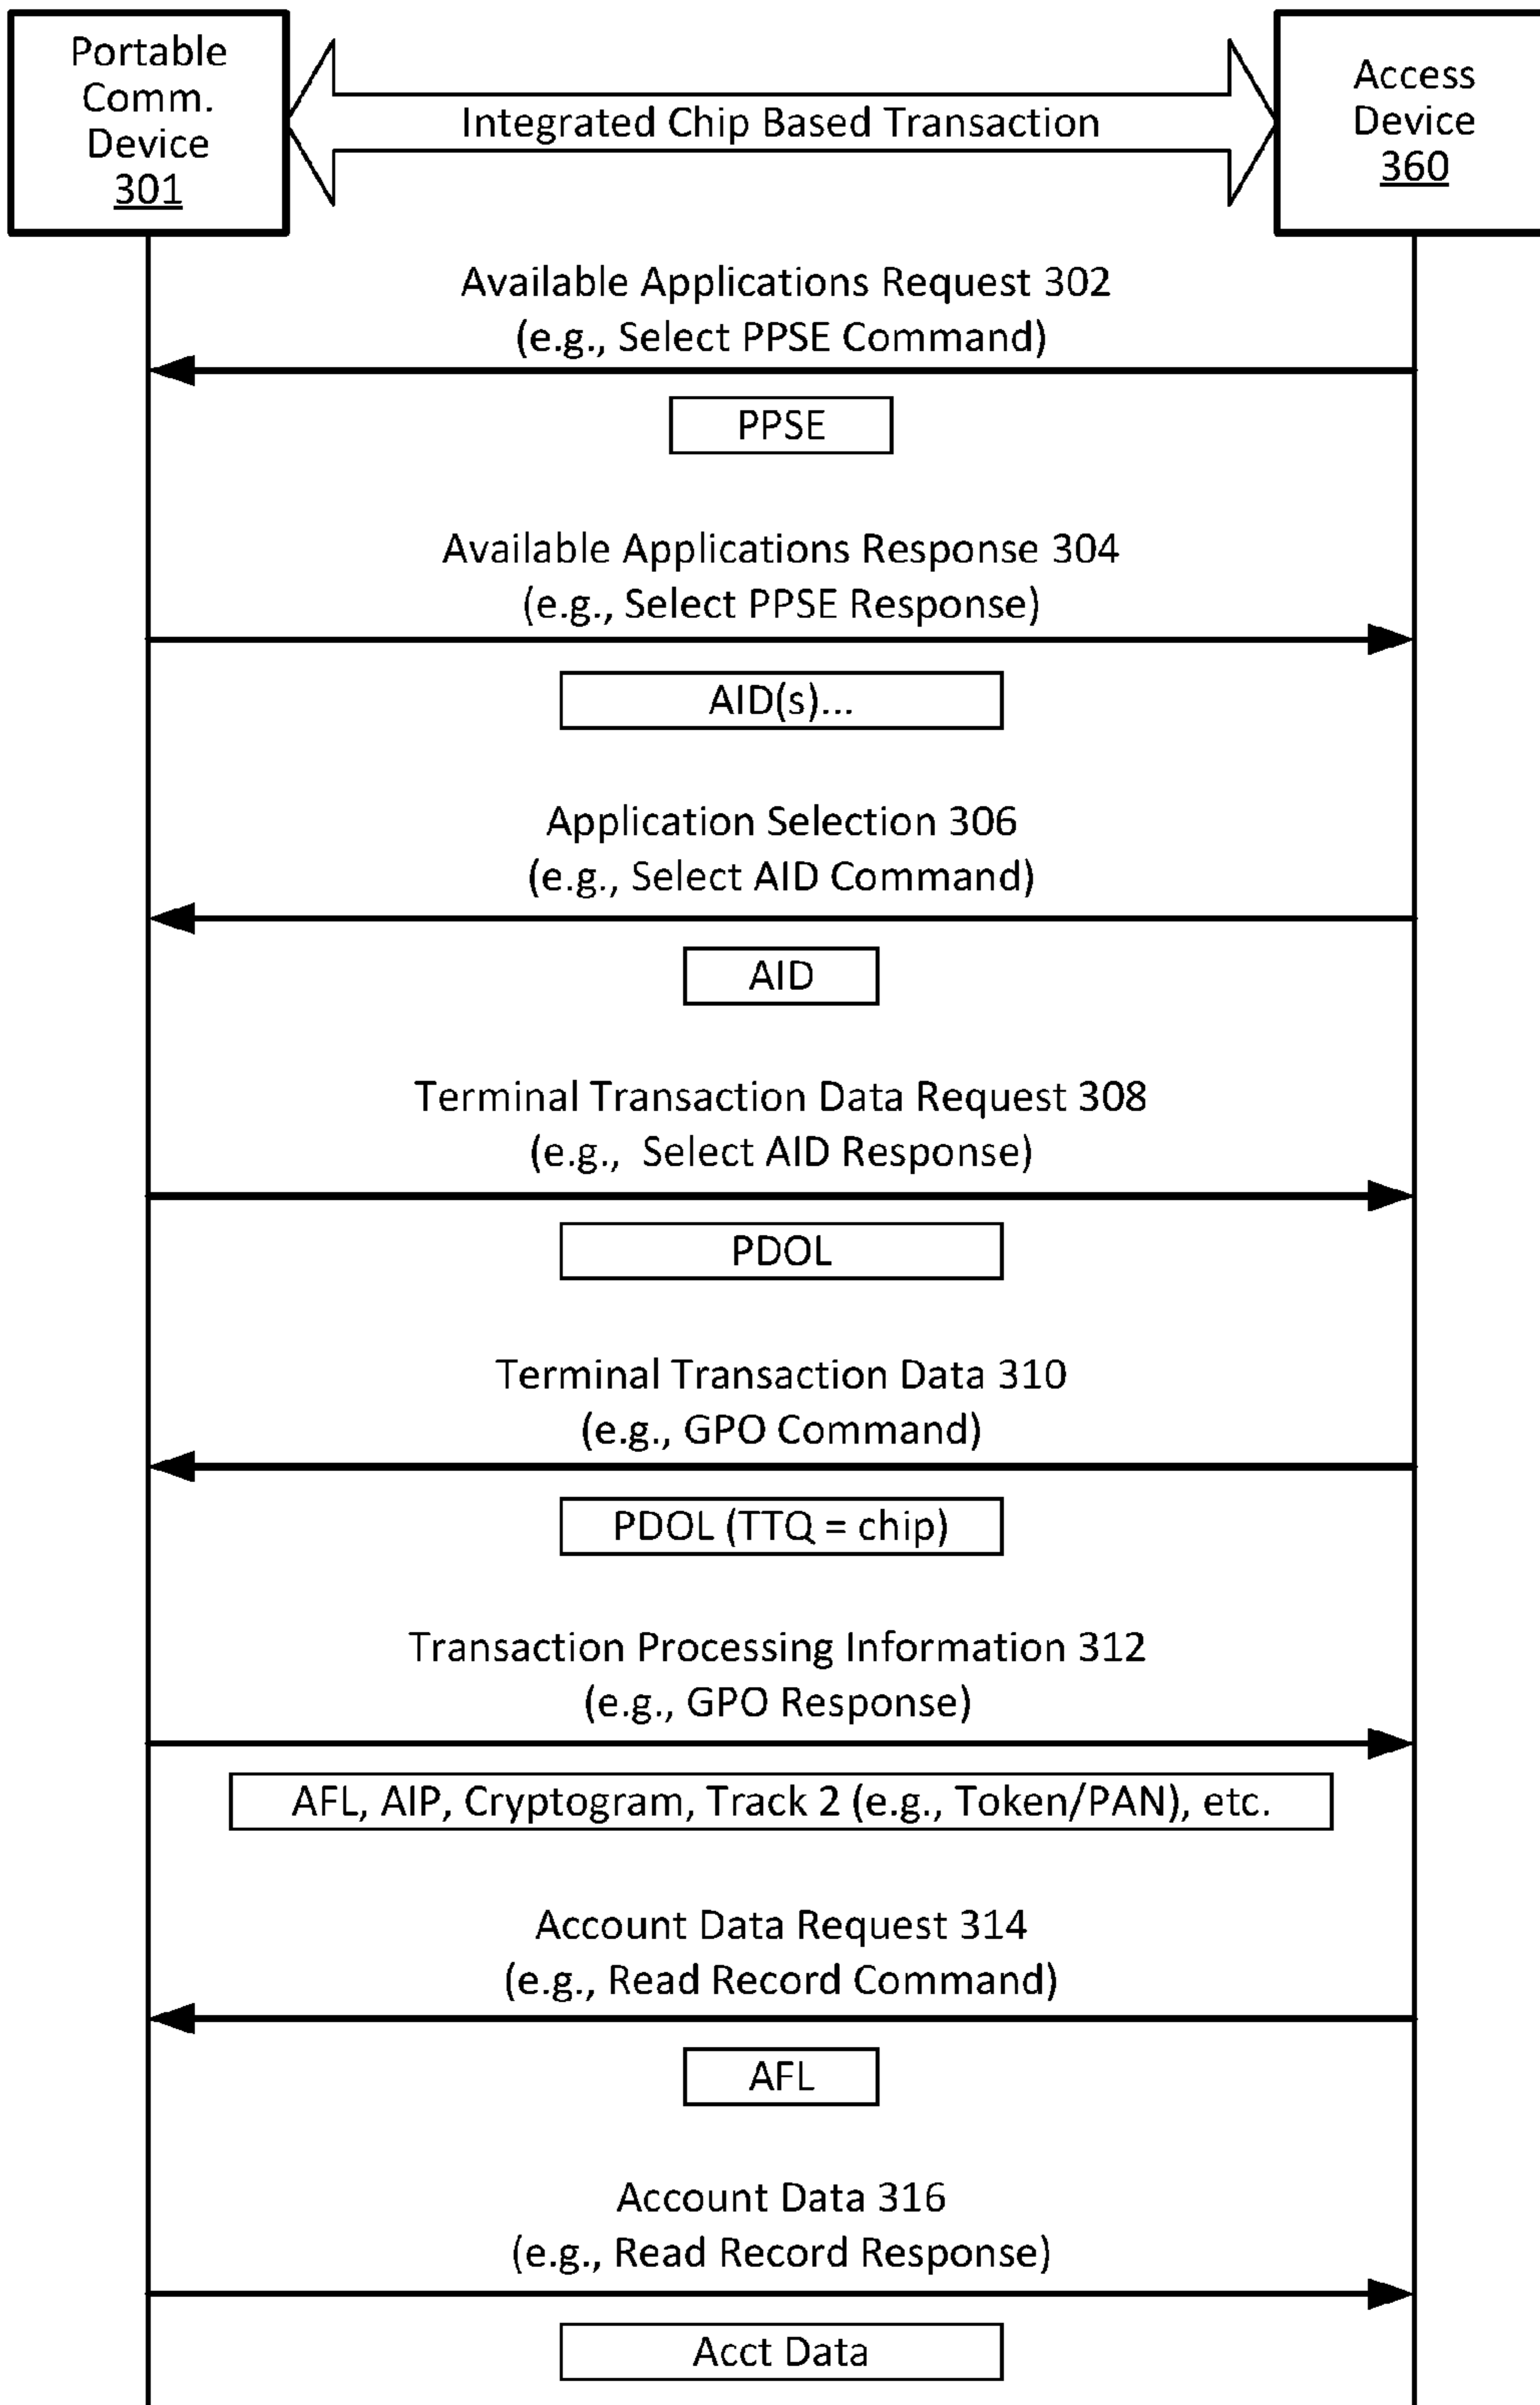 Portable
Comm.
Device
301
Integrated Chip Based Transaction
Access
Device
360
Available Applications Request 302
(e.g., Select PPSE Command)
PPSE
Available Applications Response 304
(e.g., Select PPSE Response)
AID(s)...
Application Selection 306
(e.g., Select AID Command)
AID
Terminal Transaction Data Request 308
(e.g., Select AID Response)
PDOL
Terminal Transaction Data 310
(e.g., GPO Command)
PDOL (TTQ = chip)
Transaction Processing Information 312
(e.g., GPO Response)
AFL, AIP, Cryptogram, Track 2 (e.g., Token/PAN), etc.
Account Data Request 314
(e.g., Read Record Command)
AFL
Account Data 316
(e.g., Read Record Response)
Acct Data